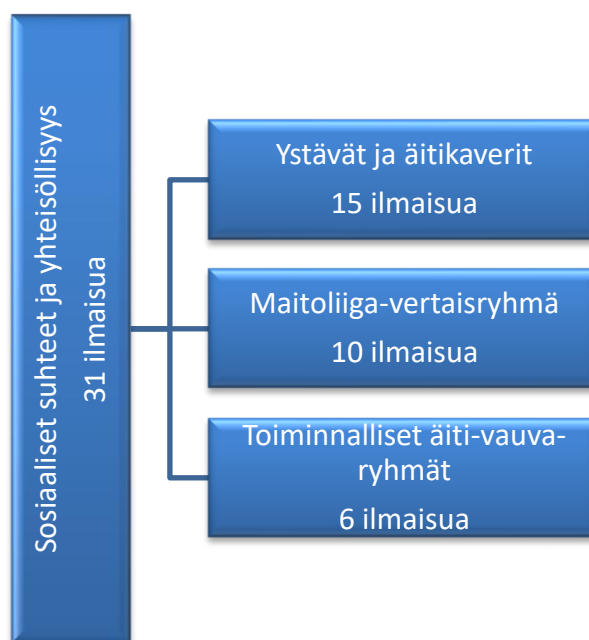 Sosiaaliset suhteet ja yhteisöllisyys
31 ilmaisua
Ystävät ja äitikaverit
15 ilmaisua
Maitoliiga-vertaisryhmä
10 ilmaisua
Toiminnalliset äiti-vauva-
ryhmät
6 ilmaisua